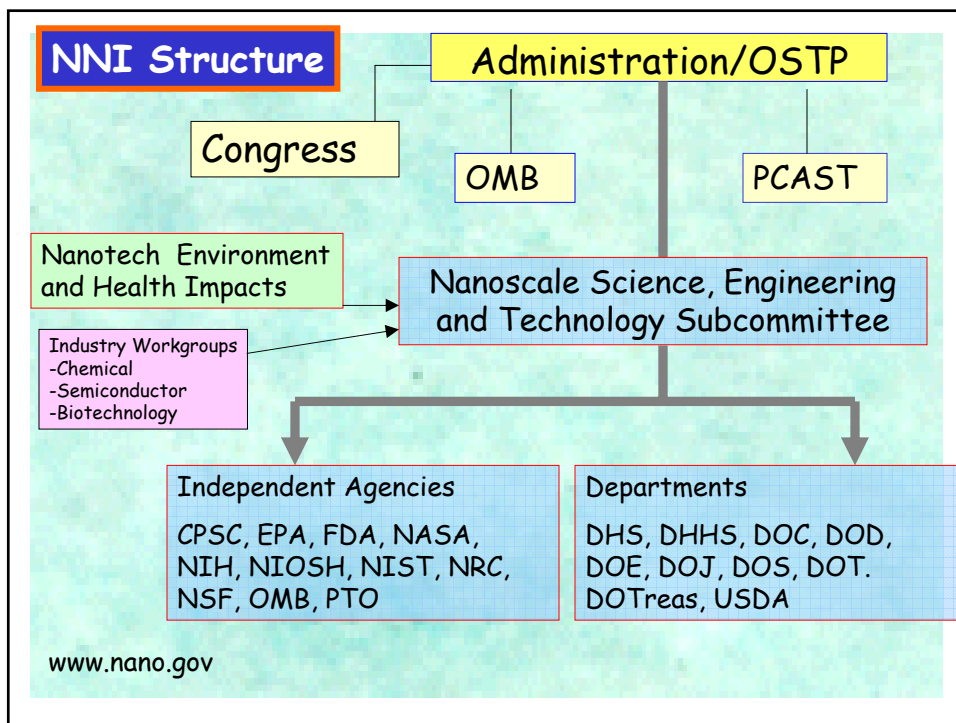 NNI Structure
Administration/OSTP
Congress
OMB
PCAST
Nanotech Environment
and Health Impacts
Nanoscale Science, Engineering
and Technology Subcommittee
Industry Workgroups
-Chemical
-Semiconductor
-Biotechnology
Independent Agencies
CPSC, EPA, FDA, NASA,
NIH, NIOSH, NIST, NRC,
NSF, OMB, PTO
Departments
DHS, DHHS, DOC, DOD,
DOE, DOJ, DOS, DOT.
DOTreas, USDA
www.nano.gov